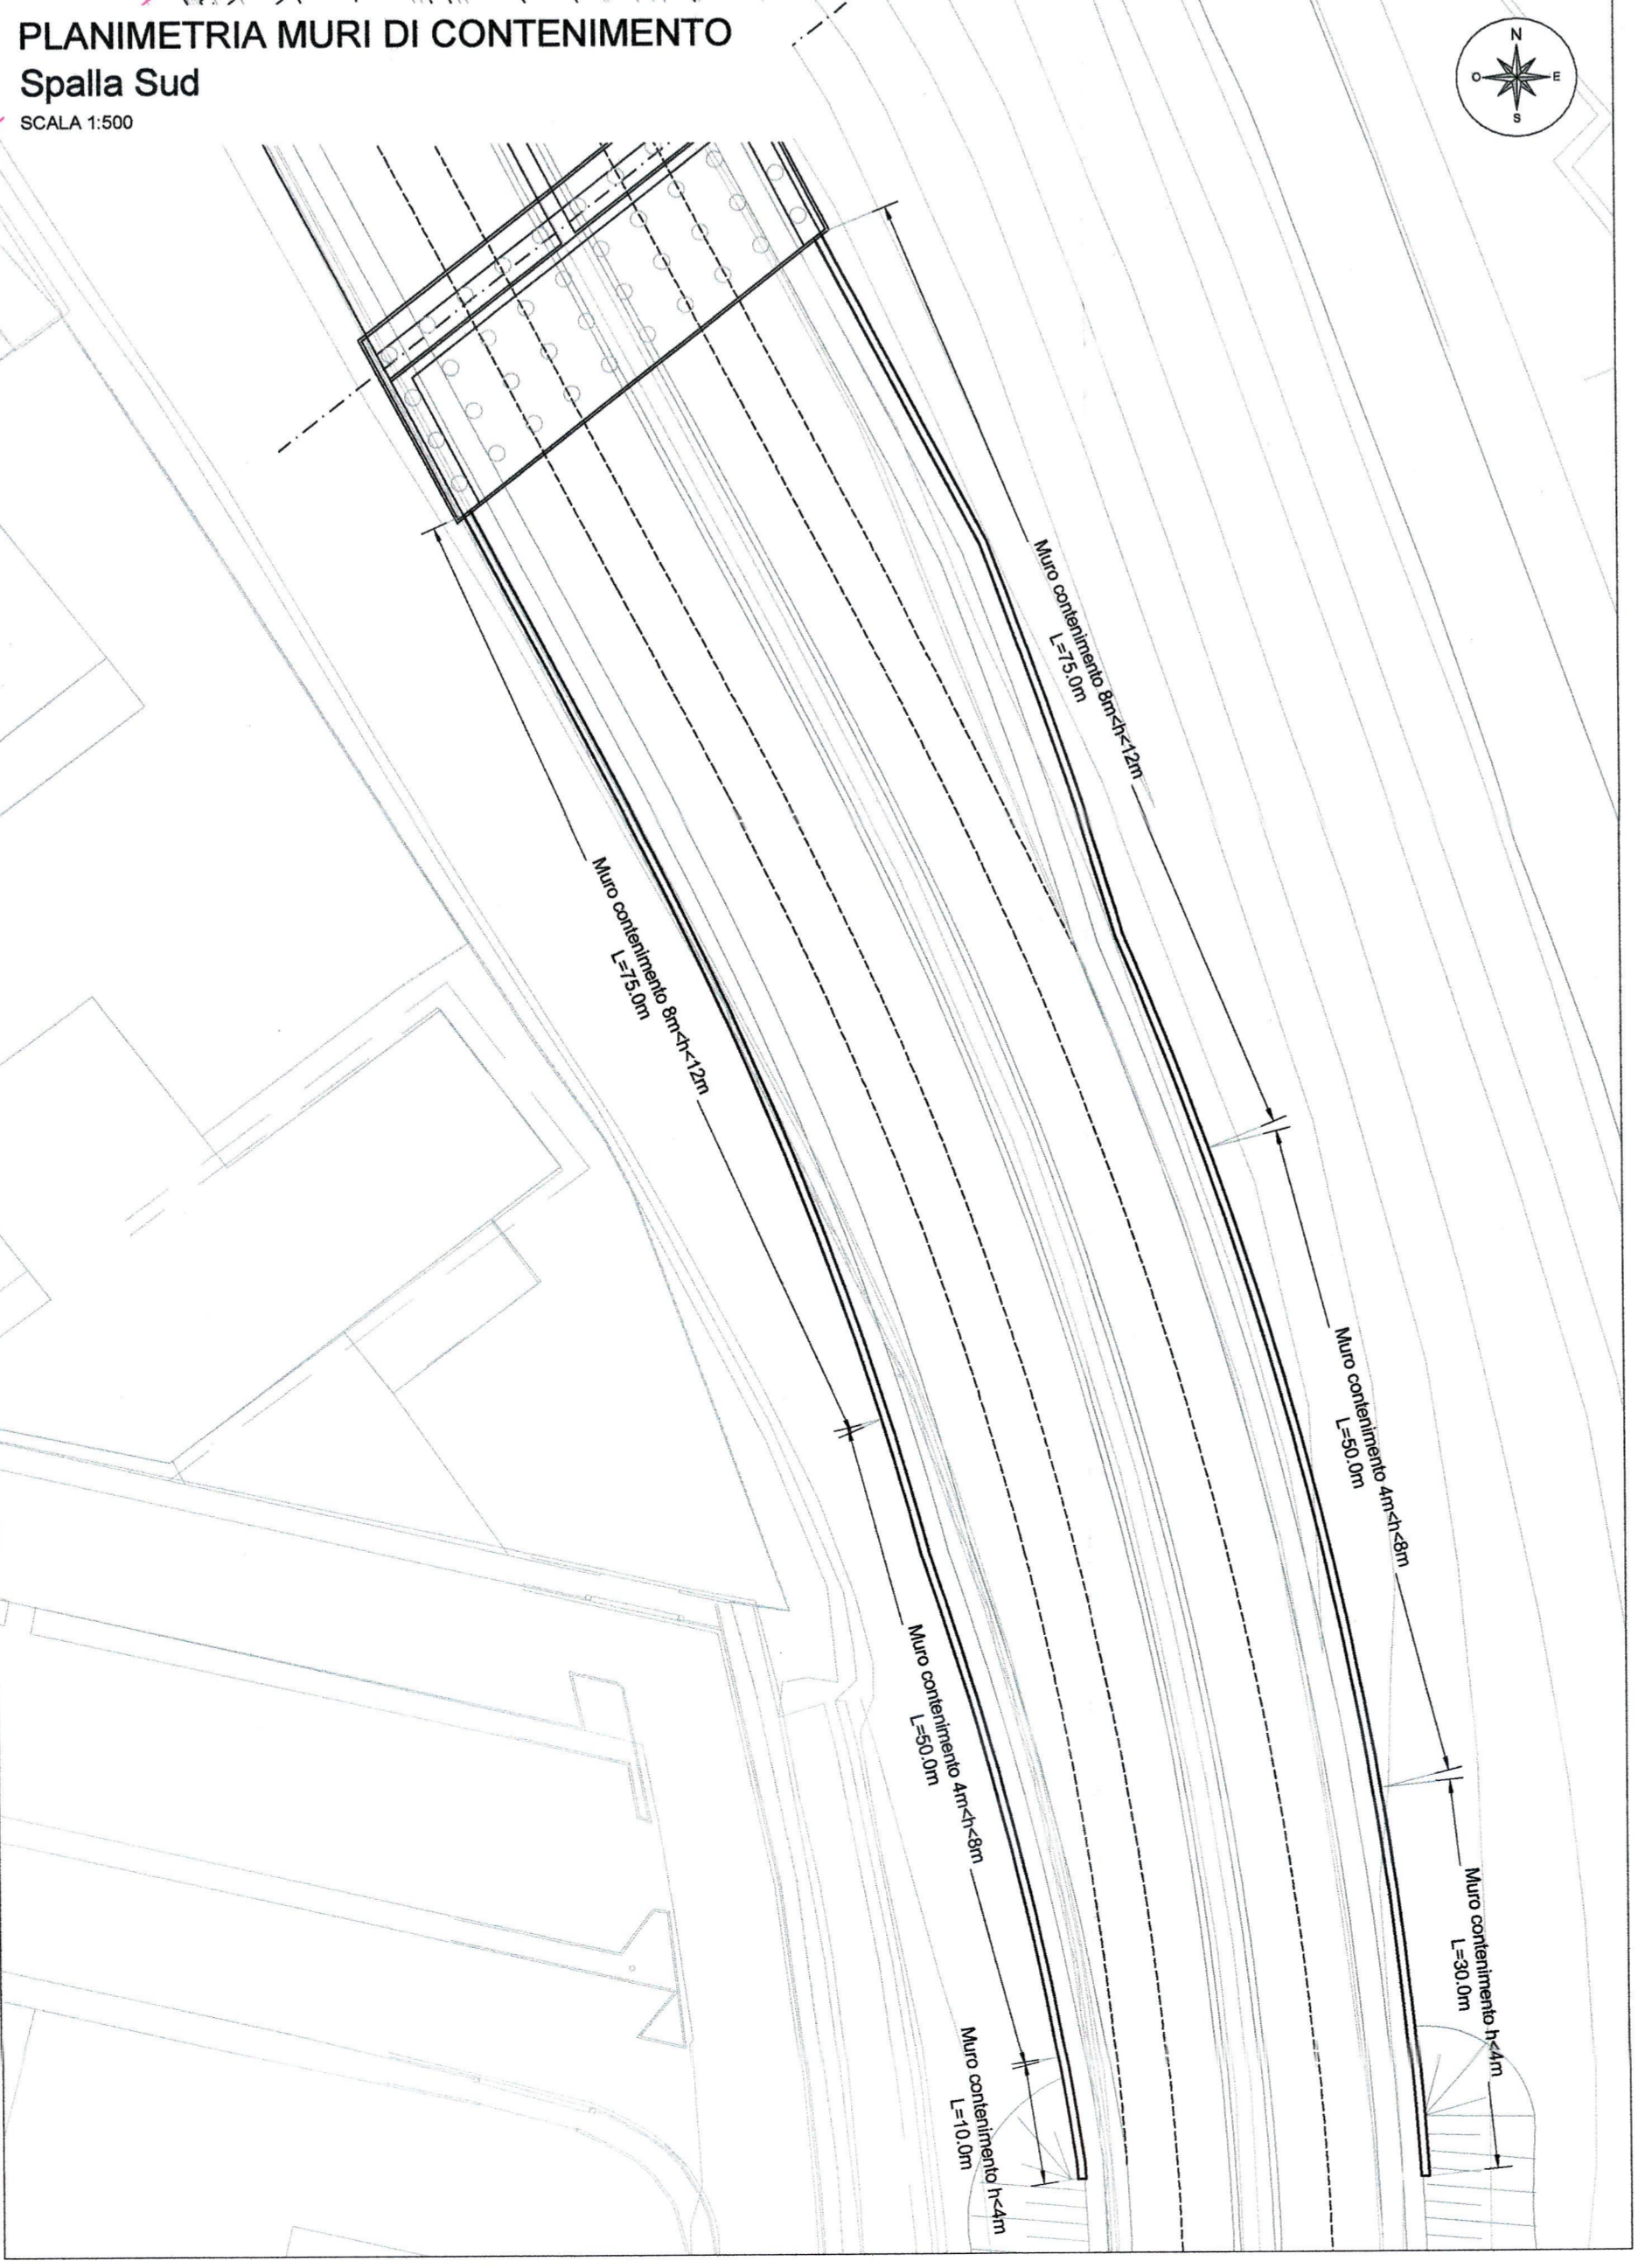 PLANIMETRIA MURI DI CONTENIMENTO
Spalla Sud
SCALA 1:500
N
O
E
S
Muro contenimento 8m<h<12m
L=75.0m
Muro contenimento 8m<h<12m
L=75.0m
Muro contenimento 4m<h<8m
L=50.0m
Muro contenimento 4m<h<8m
L=50.0m
Muro contenimento h<4m
L=30.0m
Muro contenimento h<4m
L=10.0m